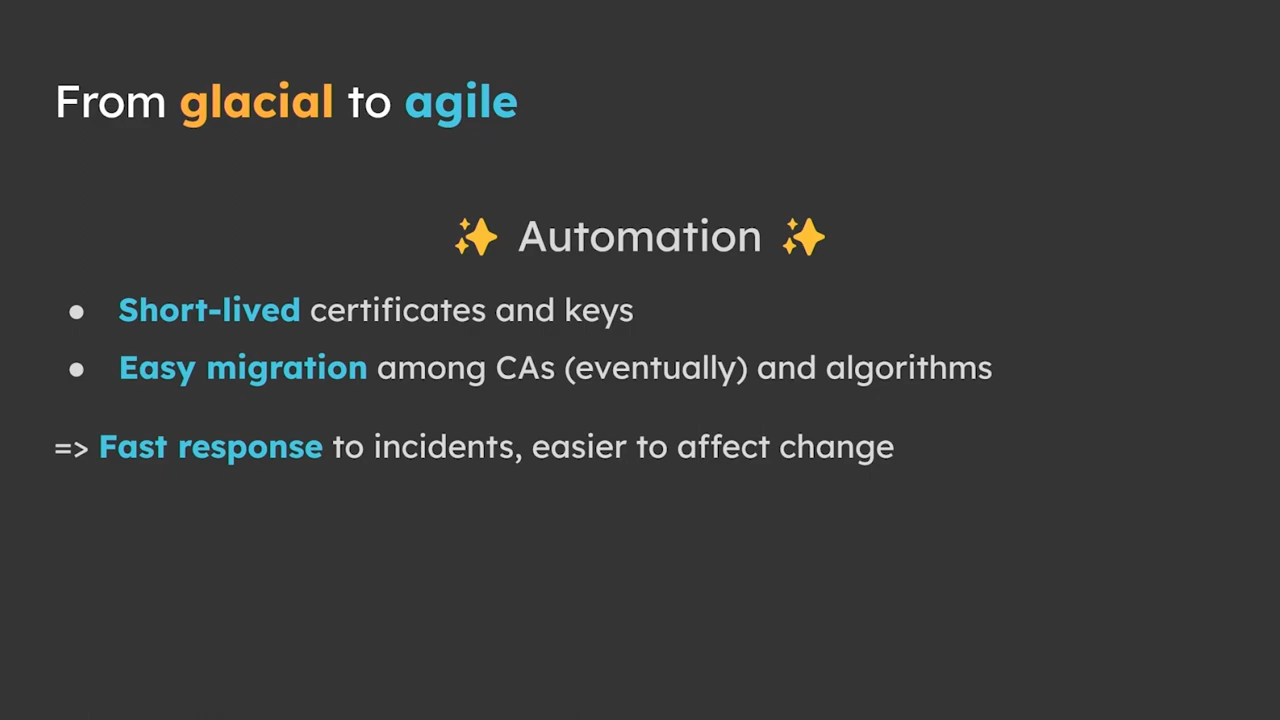 From glacial to agile
✨ Automation ✨
● Short-lived certificates and keys
● Easy migration among CAs (eventually) and algorithms
=> Fast response to incidents, easier to affect change